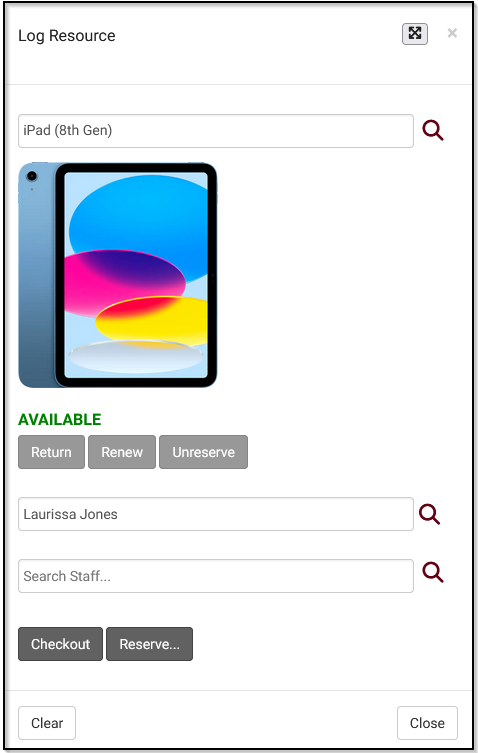 Log Resource ×
iPad (8th Gen)
AVAILABLE
Return Renew Unreserve
Laurissa Jones
Search Staff...
Checkout Reserve...
Clear Close